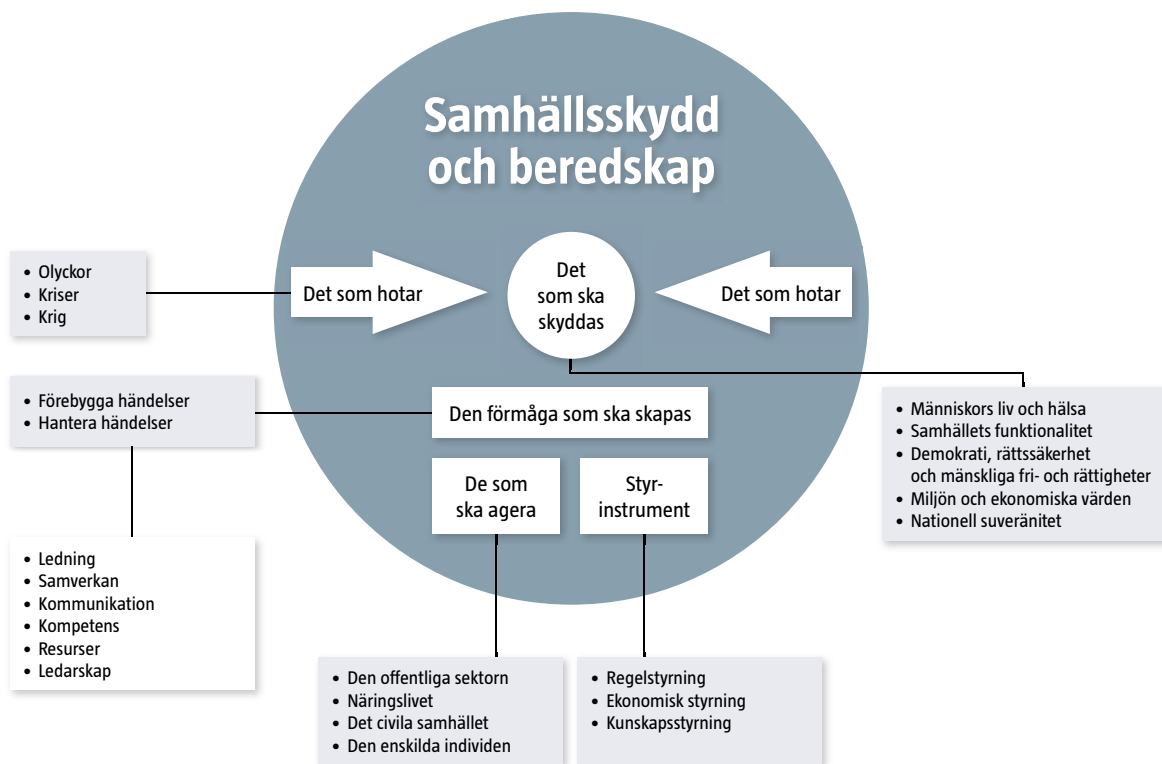 Samhällsskydd
och beredskap
• Olyckor
• Kriser
• Krig
Det som hotar
Det
som ska
skyddas
Det som hotar
• Förebygga händelser
• Hantera händelser
Den förmåga som ska skapas
• Människors liv och hälsa
• Samhällets funktionalitet
• Demokrati, rättssäkerhet
och mänskliga fri- och rättigheter
• Miljön och ekonomiska värden
• Nationell suveränitet
De som
ska agera
Styr-
instrument
• Ledning
• Samverkan
• Kommunikation
• Kompetens
• Resurser
• Ledarskap
• Den offentliga sektorn
• Näringslivet
• Det civila samhället
• Den enskilda individen
• Regelstyrning
• Ekonomisk styrning
• Kunskapsstyrning